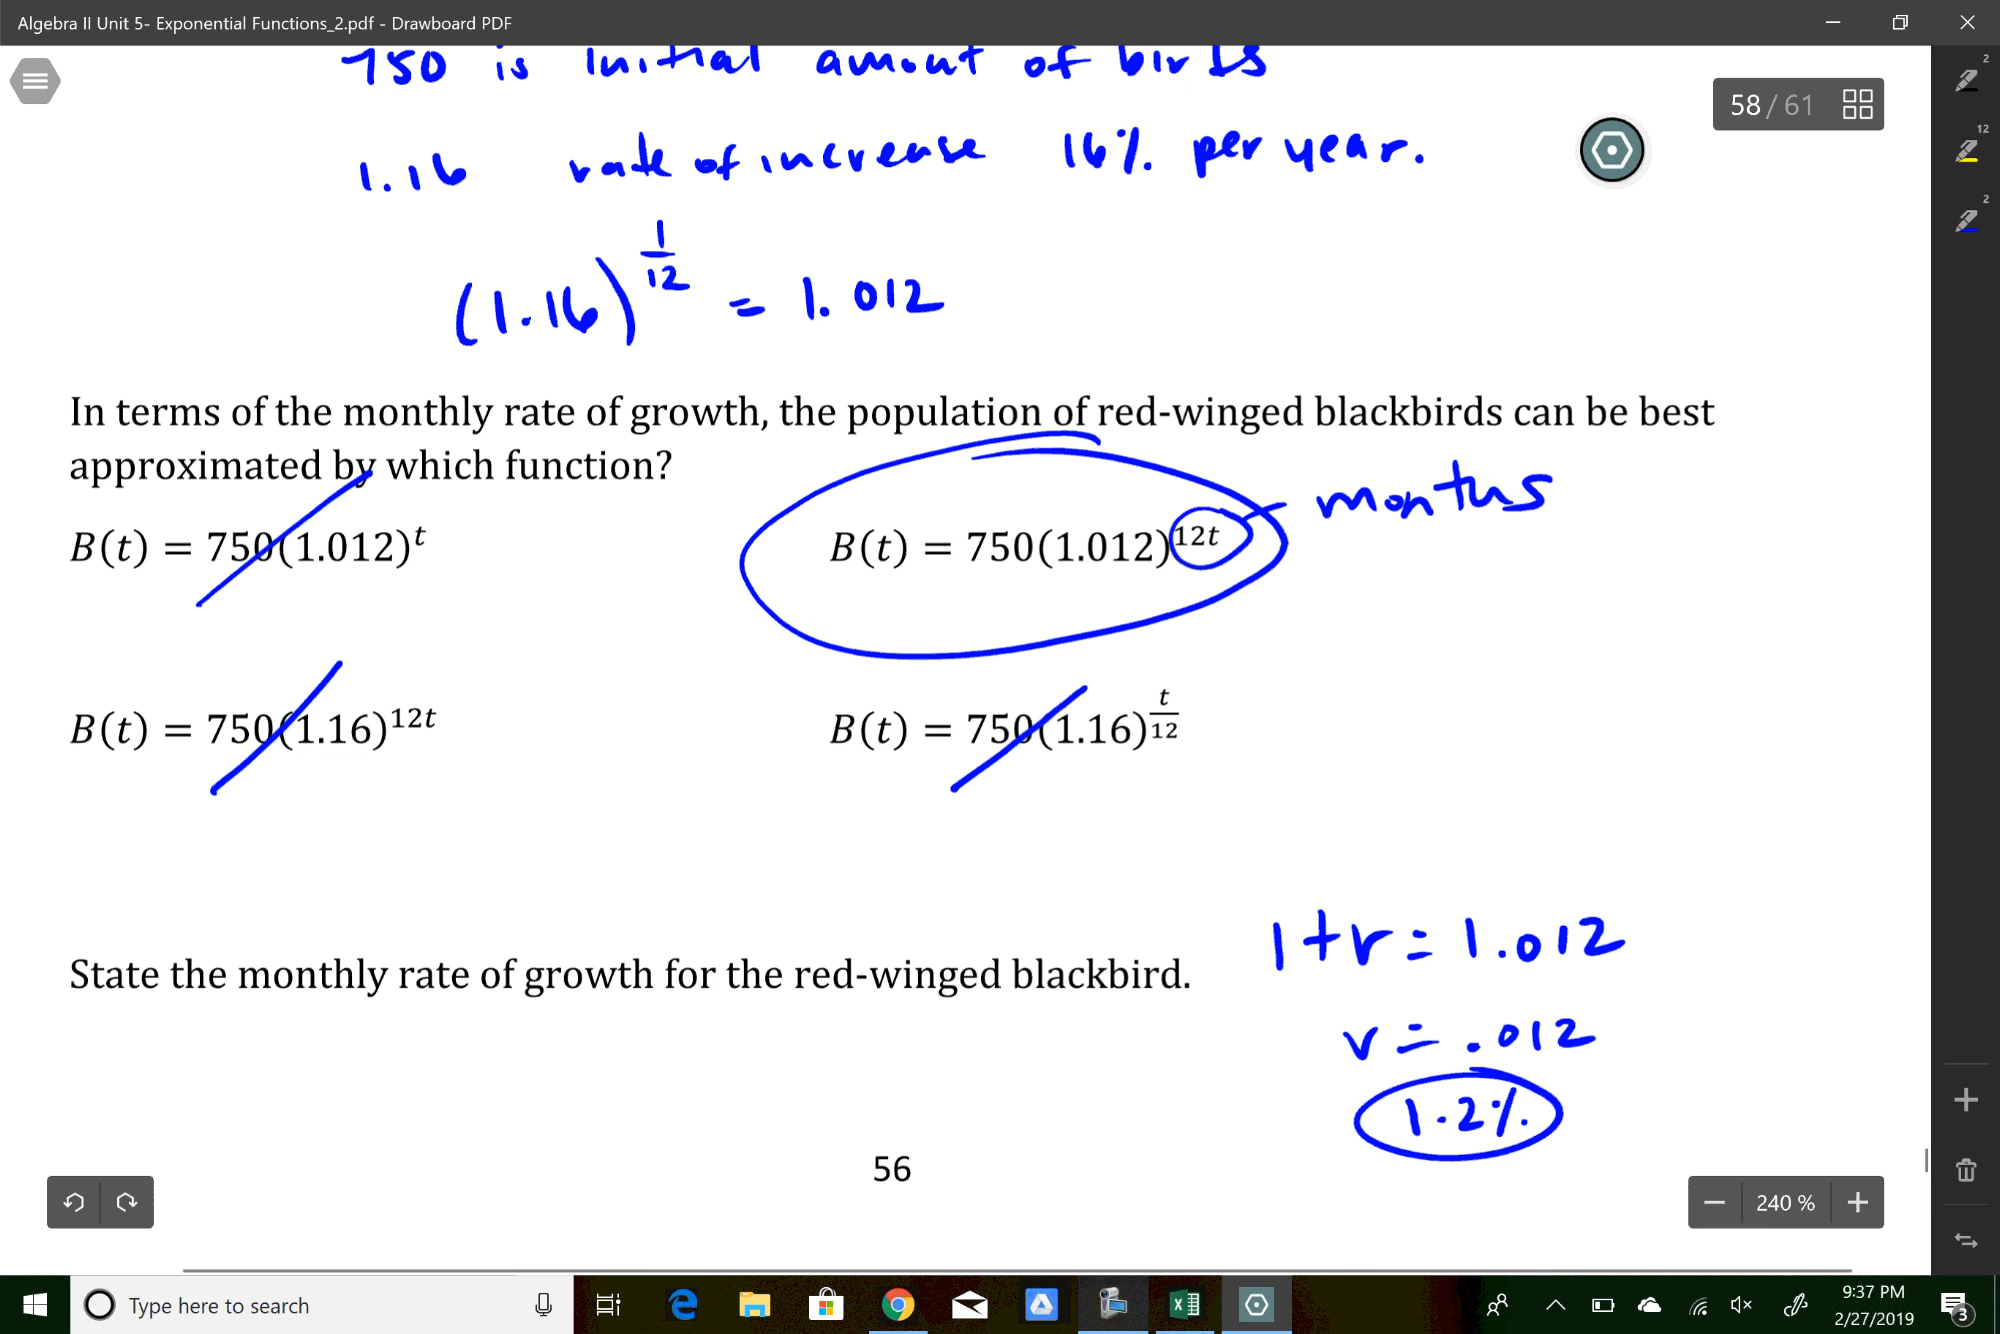 Algebra II Unit 5- Exponential Functions_2.pdf - Drawboard PDF
750 is initial amount of birds
58 / 61
1.16 rate of increase 16% per year.
(1.16)^(1/12) = 1.012
In terms of the monthly rate of growth, the population of red-winged blackbirds can be best
approximated by which function?
months
B(t) = 750(1.012)^t
B(t) = 750(1.012)^(12t)
B(t) = 750(1.16)^(12t)
B(t) = 750(1.16)^(t/12)
State the monthly rate of growth for the red-winged blackbird.
1+r = 1.012
r = .012
1.2%
56
240 %
2
12
2
Type here to search
9:37 PM
2/27/2019
3